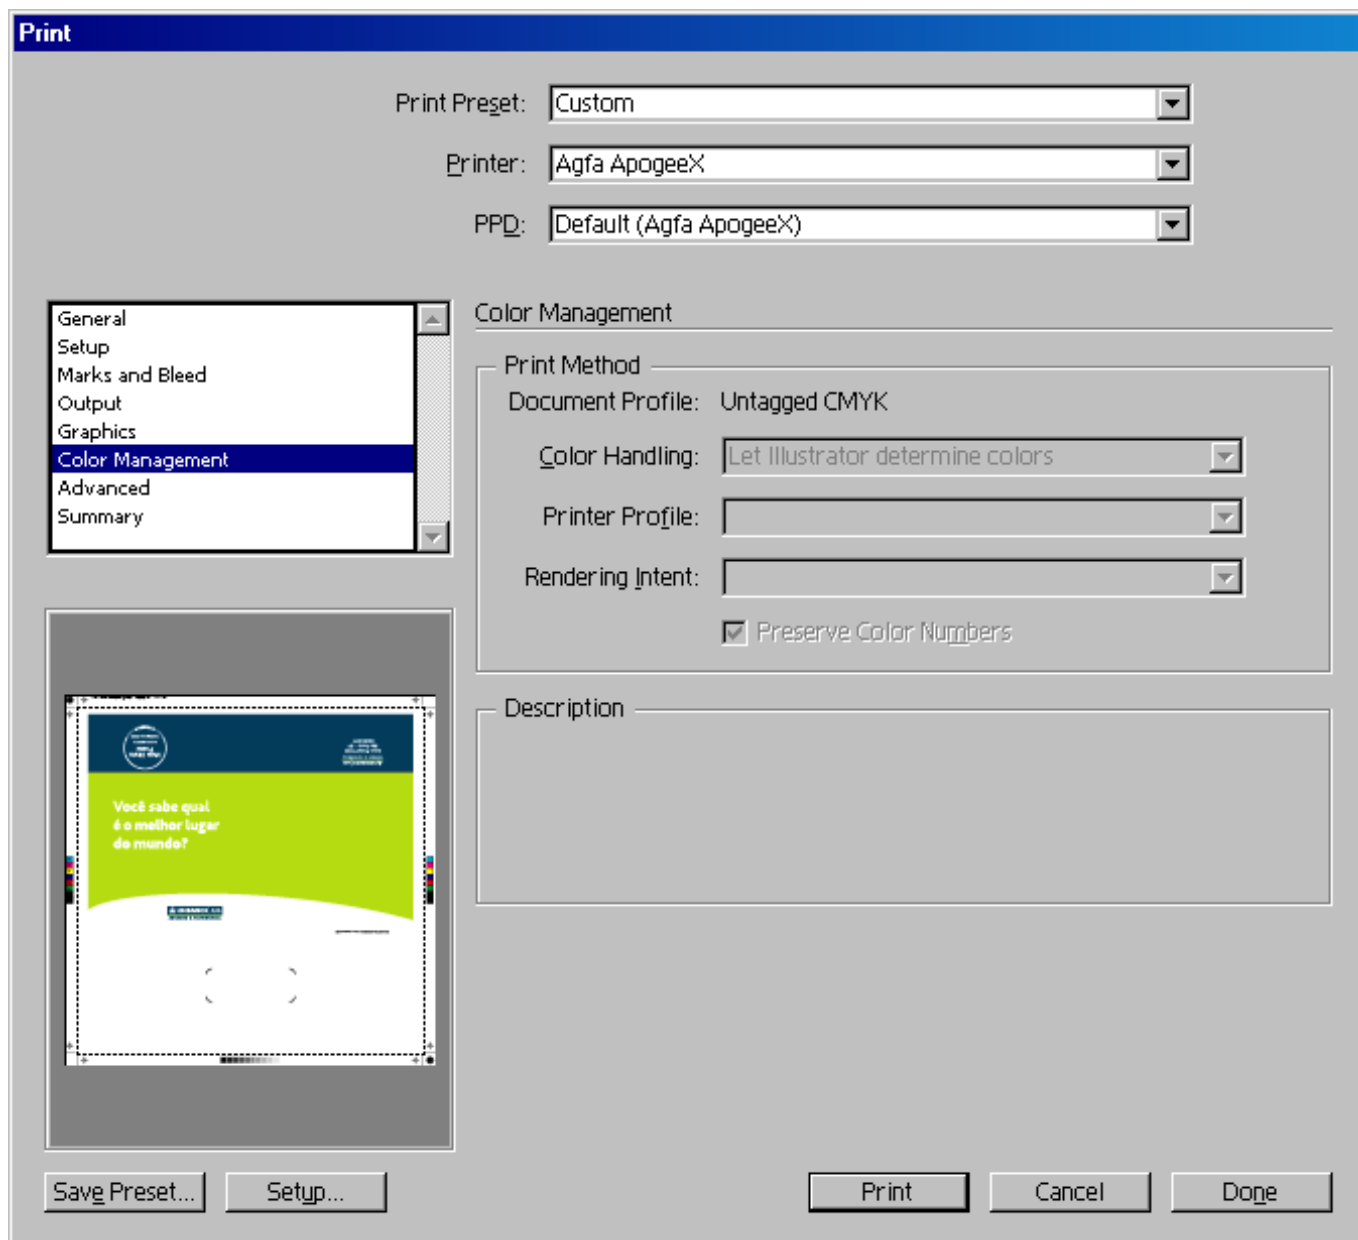 Print
Print Preset: Custom
Printer: Agfa ApogeeX
PPD: Default (Agfa ApogeeX)
General
Setup
Marks and Bleed
Output
Graphics
Color Management
Advanced
Summary
Color Management
Print Method
Document Profile: Untagged CMYK
Color Handling: Let Illustrator determine colors
Printer Profile:
Rendering Intent:
Preserve Color Numbers
Description
Você sabe qual
é o melhor lugar
do mundo?
Save Preset...
Setup...
Print
Cancel
Done